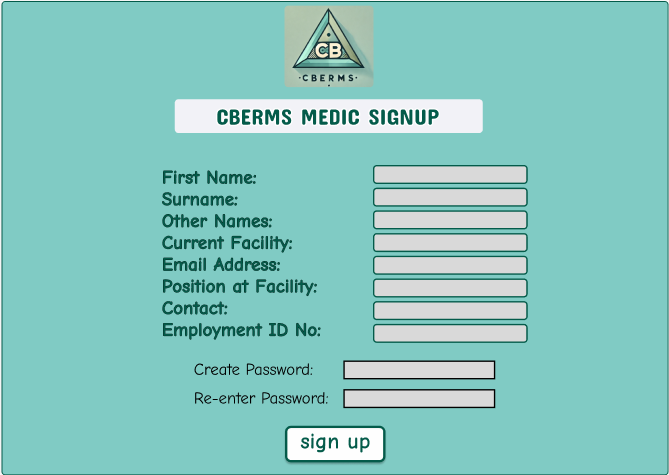 CB
·CBERMS·
CBERMS MEDIC SIGNUP
First Name:
Surname:
Other Names:
Current Facility:
Email Address:
Position at Facility:
Contact:
Employment ID No:
Create Password:
Re-enter Password:
sign up